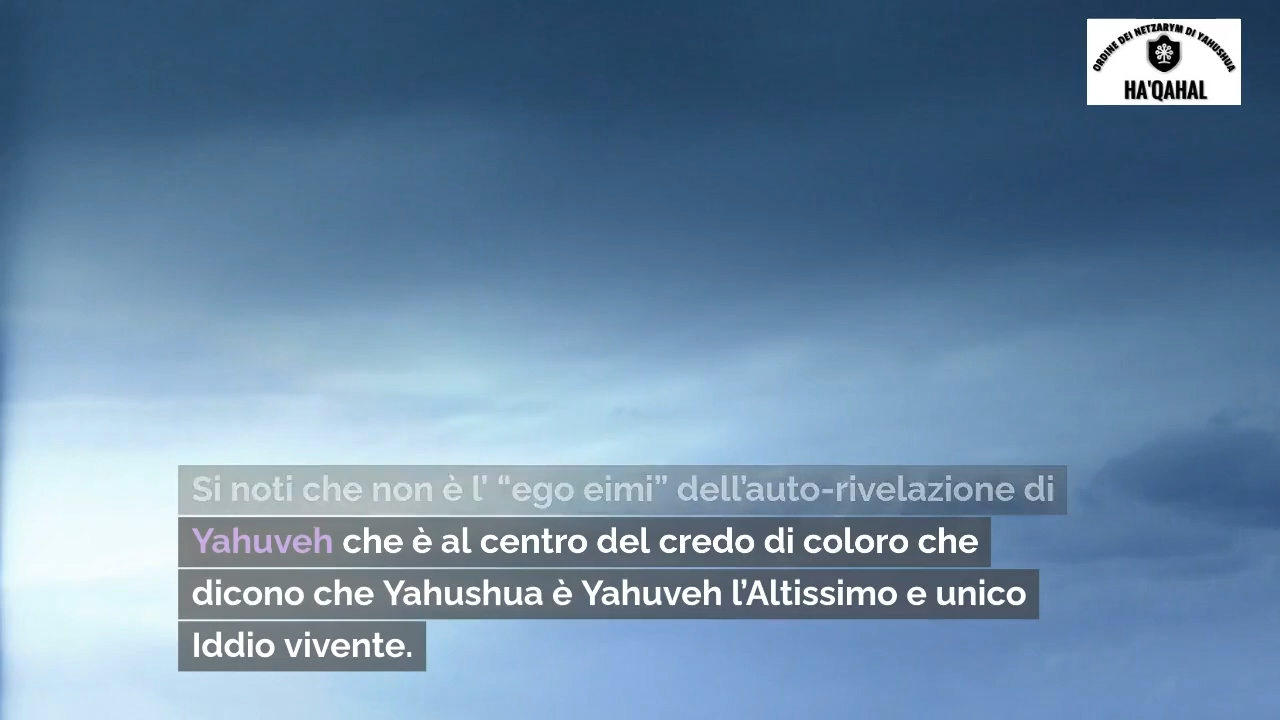 ORDINE DEI NETZARYM DI YAHUSHUA
HA'QAHAL
Si noti che non è l' “ego eimi” dell’auto-rivelazione di
Yahuveh che è al centro del credo di coloro che
dicono che Yahushua è Yahuveh l’Altissimo e unico
Iddio vivente.